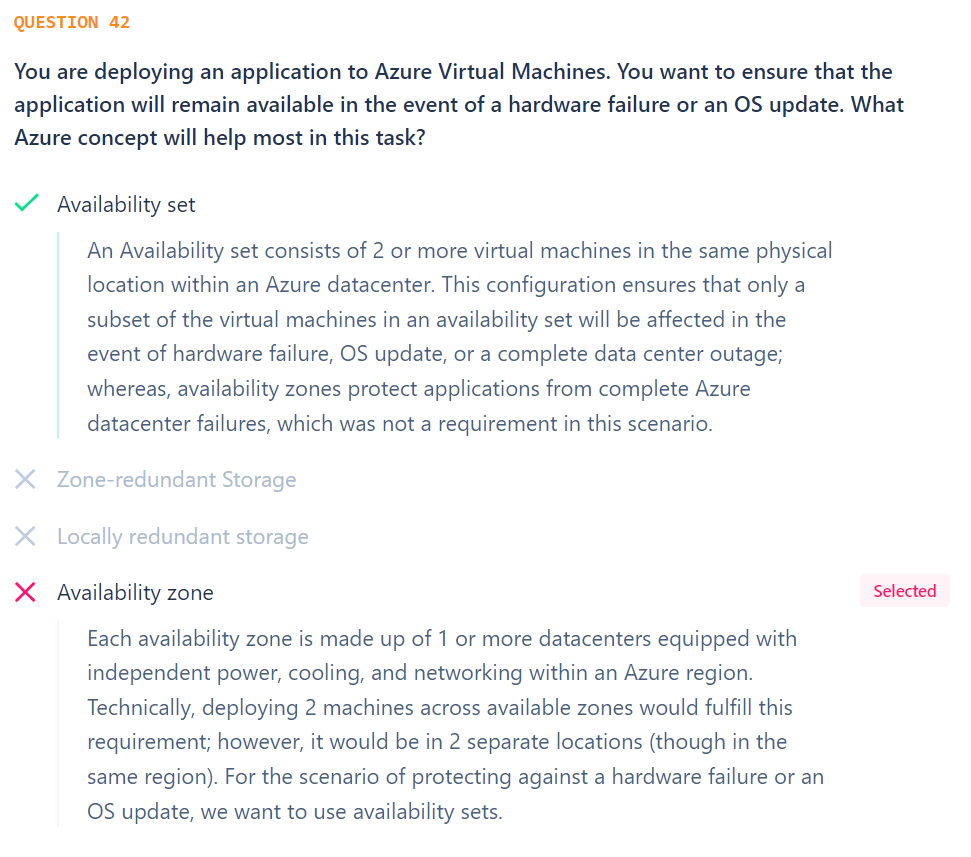 QUESTION 42
You are deploying an application to Azure Virtual Machines. You want to ensure that the
application will remain available in the event of a hardware failure or an OS update. What
Azure concept will help most in this task?
Availability set
An Availability set consists of 2 or more virtual machines in the same physical
location within an Azure datacenter. This configuration ensures that only a
subset of the virtual machines in an availability set will be affected in the
event of hardware failure, OS update, or a complete data center outage;
whereas, availability zones protect applications from complete Azure
datacenter failures, which was not a requirement in this scenario.
Zone-redundant Storage
Locally redundant storage
Availability zone
Selected
Each availability zone is made up of 1 or more datacenters equipped with
independent power, cooling, and networking within an Azure region.
Technically, deploying 2 machines across available zones would fulfill this
requirement; however, it would be in 2 separate locations (though in the
same region). For the scenario of protecting against a hardware failure or an
OS update, we want to use availability sets.